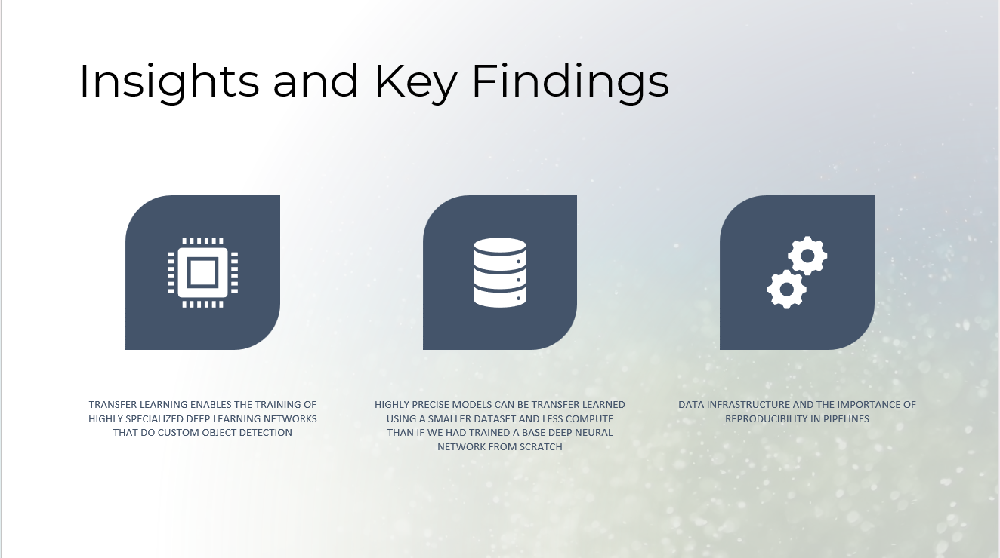 Insights and Key Findings
TRANSFER LEARNING ENABLES THE TRAINING OF
HIGHLY SPECIALIZED DEEP LEARNING NETWORKS
THAT DO CUSTOM OBJECT DETECTION
HIGHLY PRECISE MODELS CAN BE TRANSFER LEARNED
USING A SMALLER DATASET AND LESS COMPUTE
THAN IF WE HAD TRAINED A BASE DEEP NEURAL
NETWORK FROM SCRATCH
DATA INFRASTRUCTURE AND THE IMPORTANCE OF
REPRODUCIBILITY IN PIPELINES